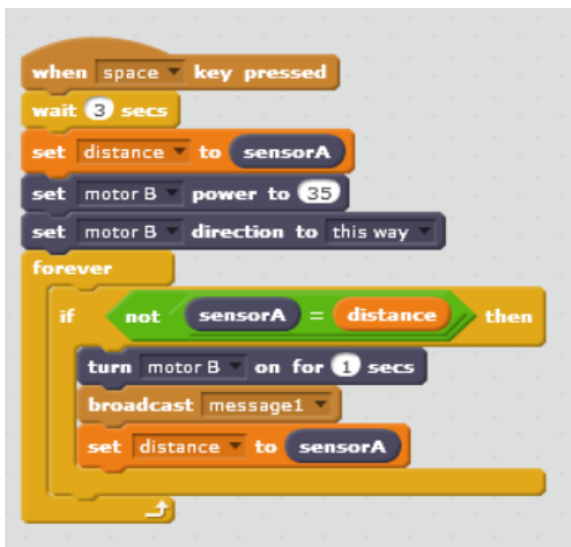 when space key pressed
wait 3 secs
set distance to sensorA
set motor B power to 35
set motor B direction to this way
forever
if not sensorA = distance then
turn motor B on for 1 secs
broadcast message1
set distance to sensorA